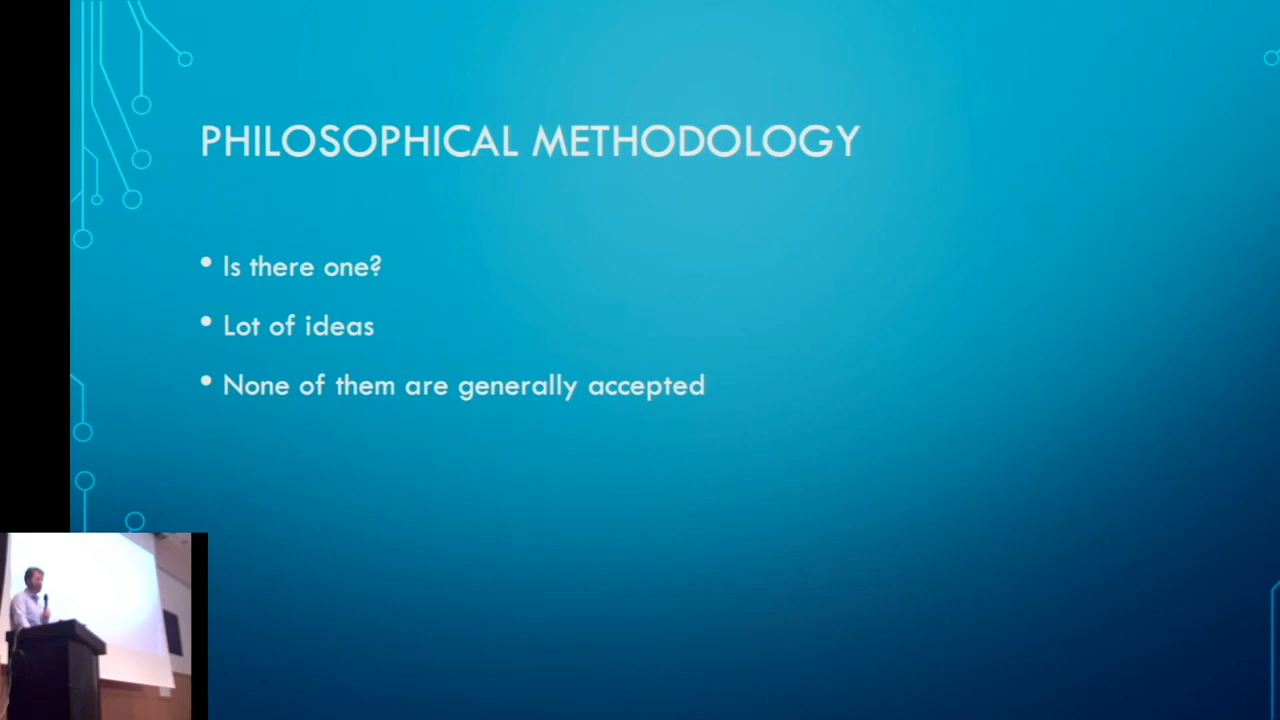 PHILOSOPHICAL METHODOLOGY
• Is there one?
• Lot of ideas
• None of them are generally accepted